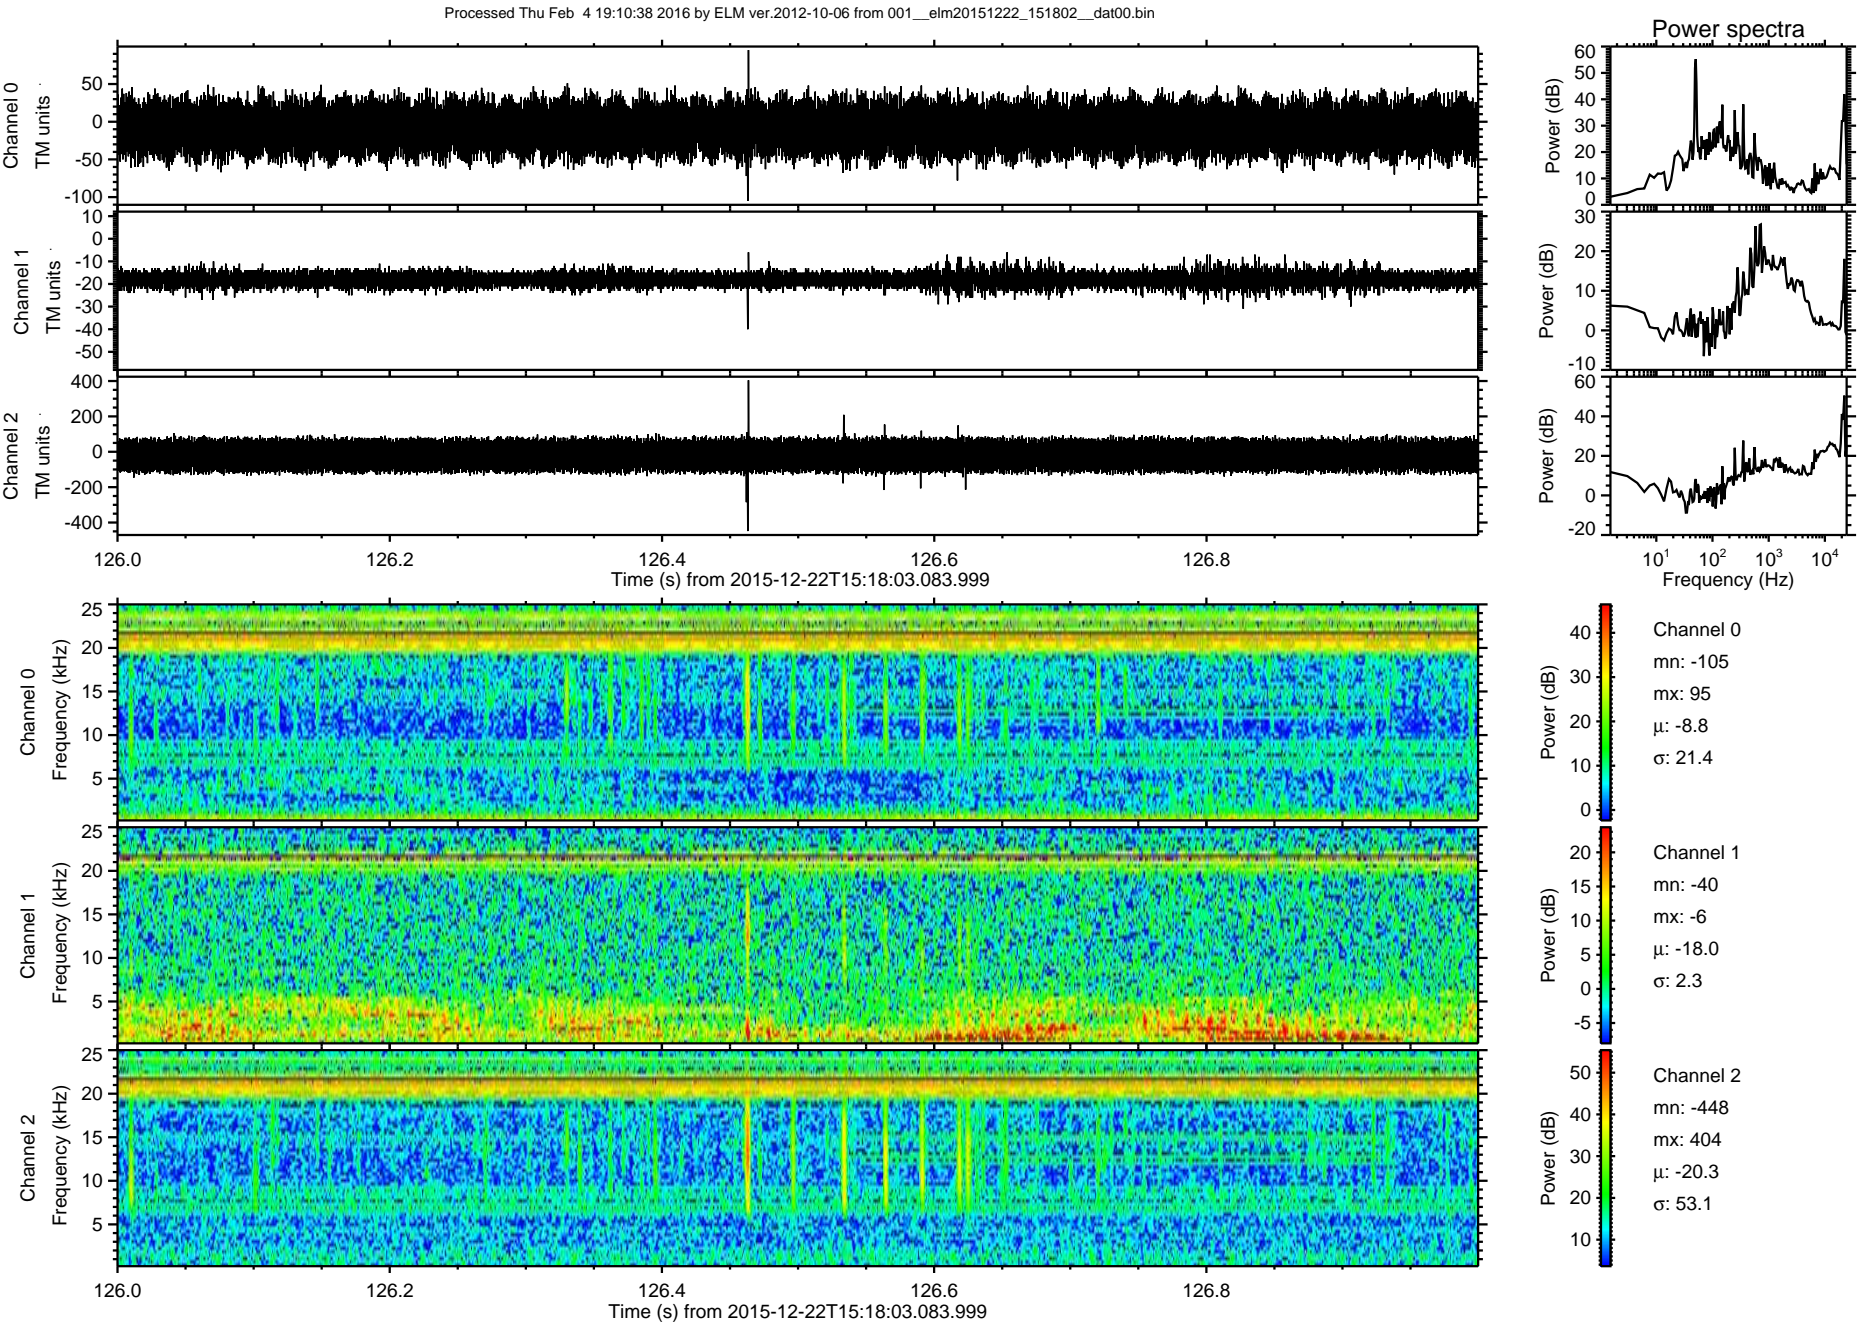 Processed Thu Feb  4 19:10:38 2016 by ELM ver.2012-10-06 from 001__elm20151222_151802__dat00.bin
Power spectra
Channel 0
TM units
50
0
-50
-100
Power (dB)
60
50
40
30
20
10
0
Channel 1
TM units
10
0
-10
-20
-30
-40
-50
Power (dB)
30
20
10
0
-10
Channel 2
TM units
400
200
0
-200
-400
Power (dB)
60
40
20
0
-20
126.0 126.2 126.4 126.6 126.8
Time (s) from 2015-12-22T15:18:03.083.999
10¹ 10² 10³ 10⁴
Frequency (Hz)
Channel 0
Frequency (kHz)
25
20
15
10
5
Power (dB)
40
30
20
10
0
Channel 0
mn: -105
mx: 95
μ: -8.8
σ: 21.4
Channel 1
Frequency (kHz)
25
20
15
10
5
Power (dB)
20
15
10
5
0
-5
Channel 1
mn: -40
mx: -6
μ: -18.0
σ: 2.3
Channel 2
Frequency (kHz)
25
20
15
10
5
Power (dB)
50
40
30
20
10
Channel 2
mn: -448
mx: 404
μ: -20.3
σ: 53.1
126.0 126.2 126.4 126.6 126.8
Time (s) from 2015-12-22T15:18:03.083.999